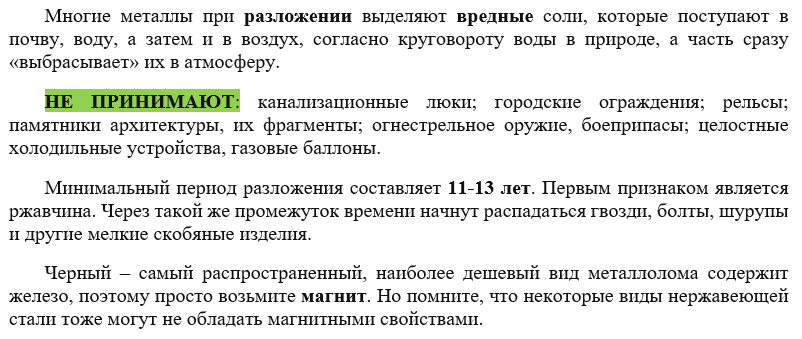 Многие металлы при разложении выделяют вредные соли, которые поступают в
почву, воду, а затем и в воздух, согласно круговороту воды в природе, а часть сразу
«выбрасывает» их в атмосферу.
НЕ ПРИНИМАЮТ: канализационные люки; городские ограждения; рельсы;
памятники архитектуры, их фрагменты; огнестрельное оружие, боеприпасы; целостные
холодильные устройства, газовые баллоны.
Минимальный период разложения составляет 11-13 лет. Первым признаком является
ржавчина. Через такой же промежуток времени начнут распадаться гвозди, болты, шурупы
и другие мелкие скобяные изделия.
Черный – самый распространенный, наиболее дешевый вид металлолома содержит
железо, поэтому просто возьмите магнит. Но помните, что некоторые виды нержавеющей
стали тоже могут не обладать магнитными свойствами.